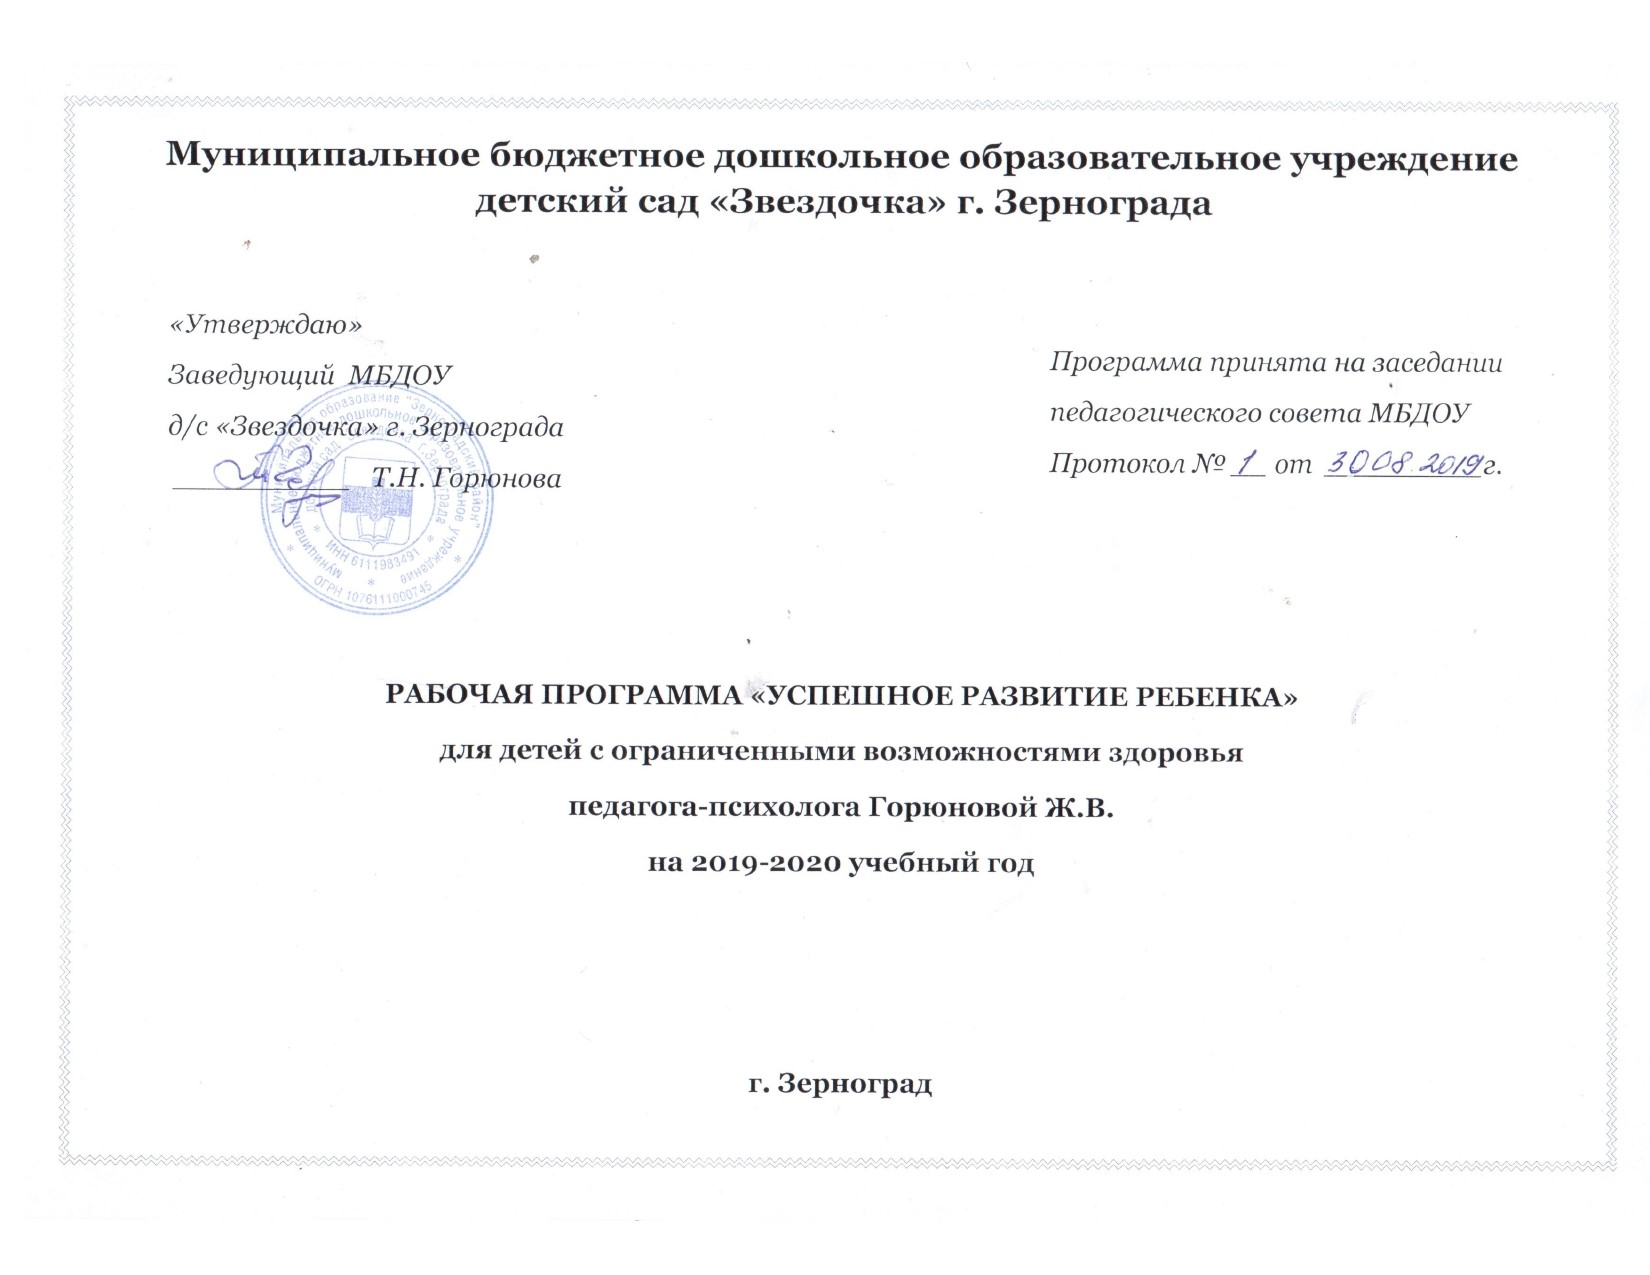 Муниципальное бюджетное дошкольное образовательное учреждение
детский сад «Звездочка» г. Зернограда
«Утверждаю»
Заведующий МБДОУ
д/с «Звездочка» г. Зернограда
Т.Н. Горюнова
ИНН 6111983491
ОГРН 1076111000745
Программа принята на заседании
педагогического совета МБДОУ
Протокол № 1 от 30 08. 2019г.
РАБОЧАЯ ПРОГРАММА «УСПЕШНОЕ РАЗВИТИЕ РЕБЕНКА»
для детей с ограниченными возможностями здоровья
педагога-психолога Горюновой Ж.В.
на 2019-2020 учебный год
г. Зерноград